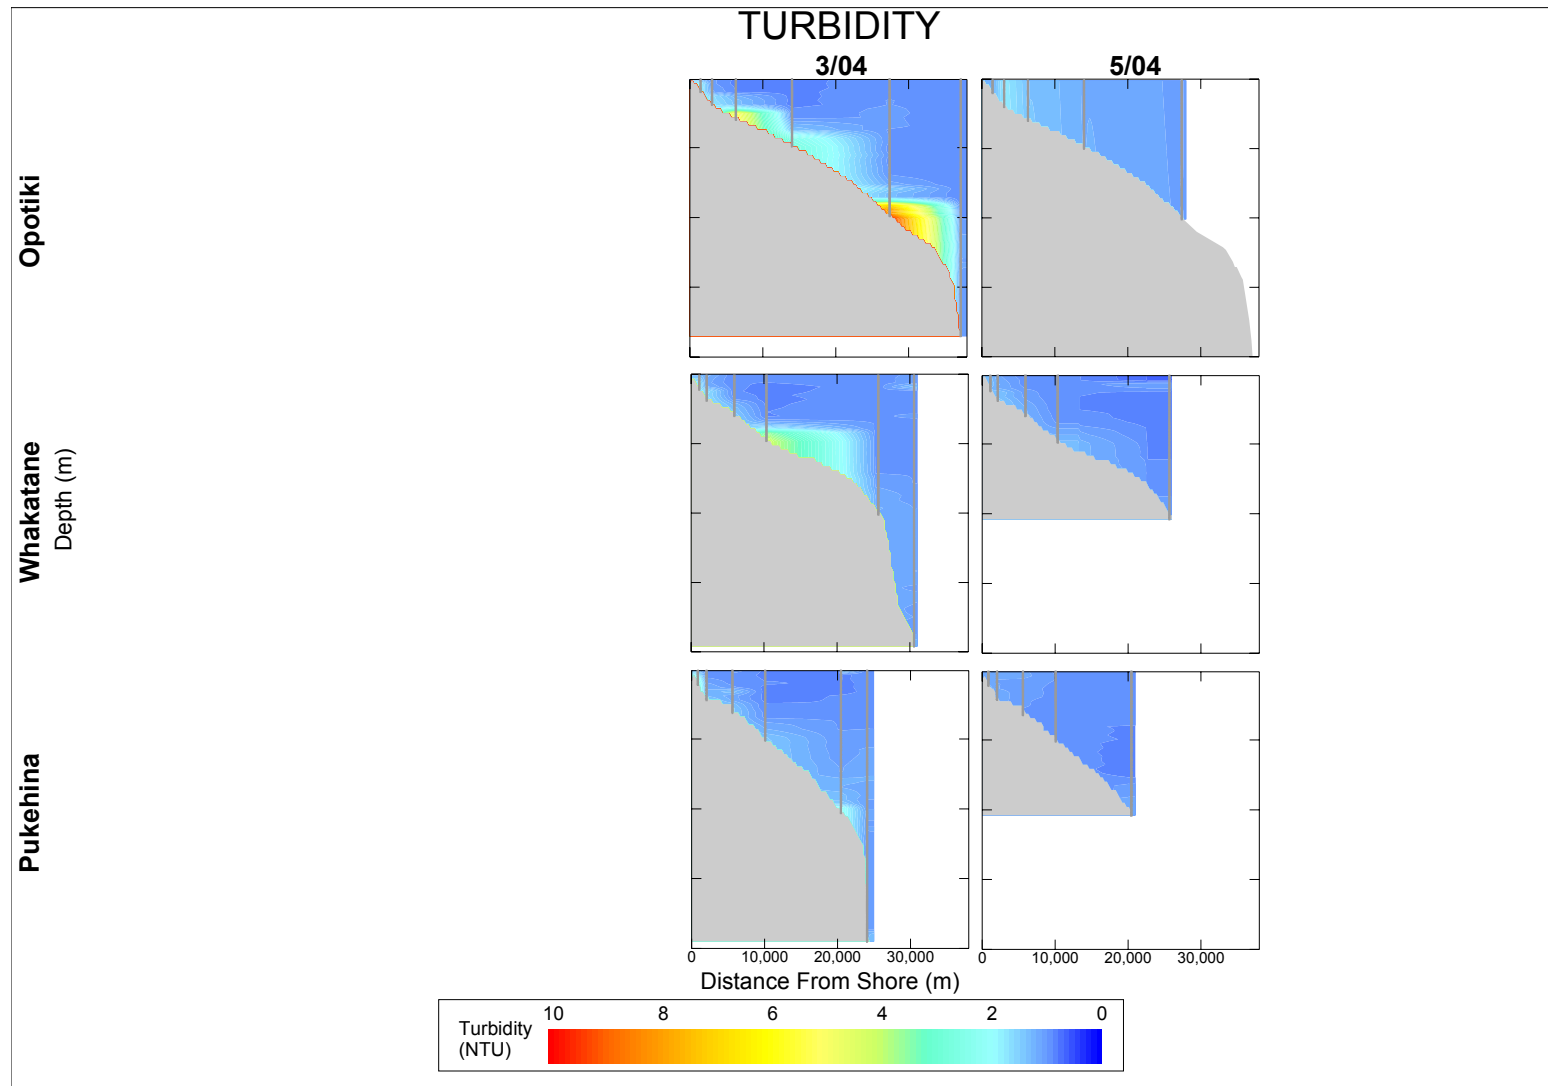 TURBIDITY
3/04 5/04
Opotiki
Whakatane
Depth (m)
Pukehina
0 10,000 20,000 30,000 0 10,000 20,000 30,000
Distance From Shore (m)
10 8 6 4 2 0
Turbidity
(NTU)